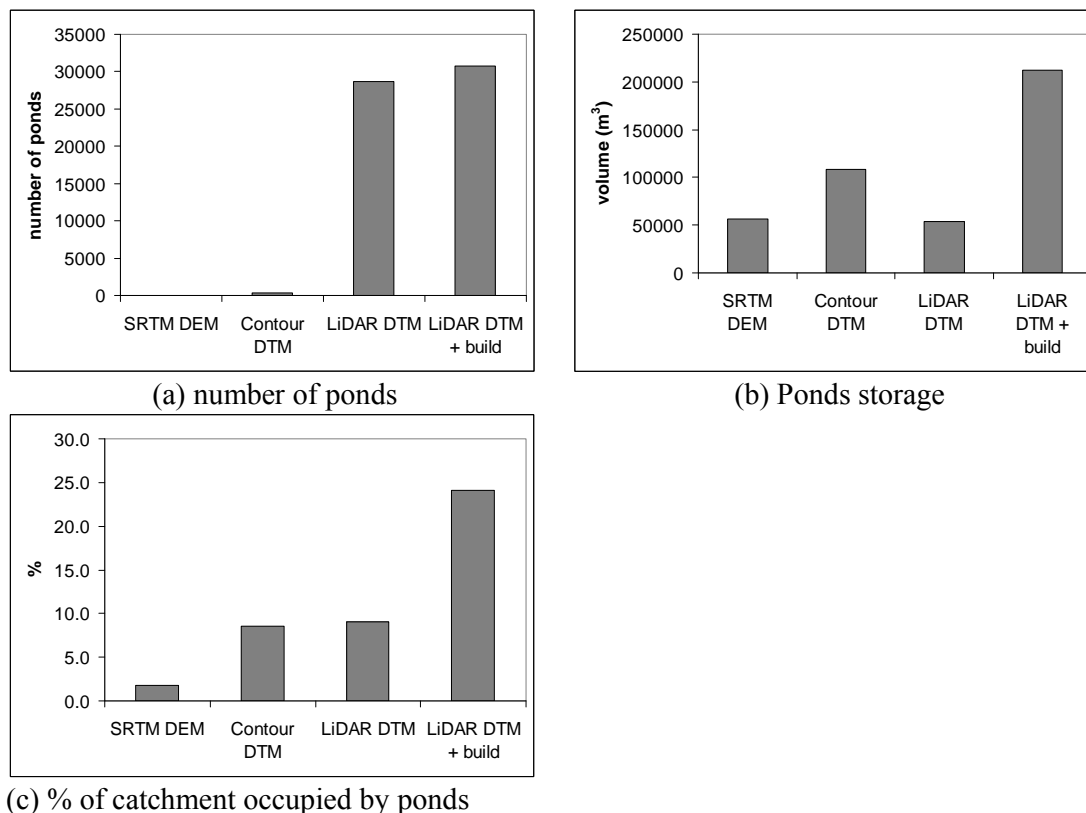 35000
30000
25000
20000
15000
10000
5000
0
number of ponds
SRTM DEM
Contour
DTM
LiDAR DTM
LiDAR DTM
+ build
(a) number of ponds
250000
200000
150000
100000
50000
0
volume (m³)
SRTM
DEM
Contour
DTM
LiDAR
DTM
LiDAR
DTM +
build
(b) Ponds storage
30.0
25.0
20.0
15.0
10.0
5.0
0.0
%
SRTM DEM
Contour
DTM
LiDAR DTM
LiDAR DTM
+ build
(c) % of catchment occupied by ponds